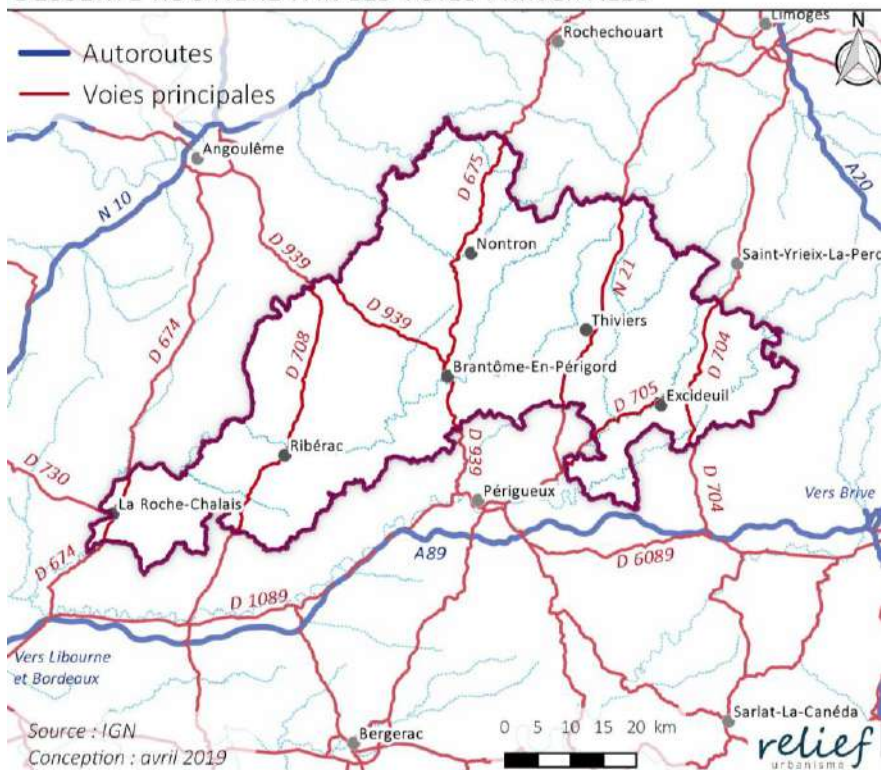 Autoroutes
Voies principales
Limoges
Rochechouart
N
Angoulême
A20
N 10
D 675
Nontron
Saint-Yrieix-La-Perc
D 939
N 21
D 674
D 939
Thiviers
D 708
D 704
Brantôme-En-Périgord
D 705
Excideuil
Ribérac
D 939
D 730
D 704
La Roche-Chalais
Périgueux
Vers Brive
D 674
A89
D 6089
D 1089
Vers Libourne
et Bordeaux
Source : IGN
Conception : avril 2019
Bergerac
0 5 10 15 20 km
Sarlat-La-Canéda
relief
urbanisme